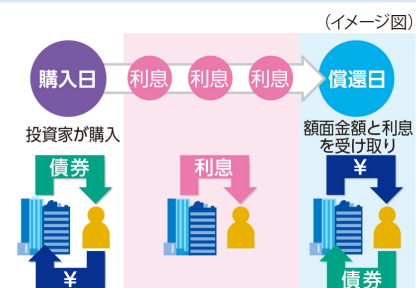 (イメージ図)
購入日
利息
利息
利息
償還日
投資家が購入
額面金額と利息
を受け取り
債券
利息
¥
¥
債券